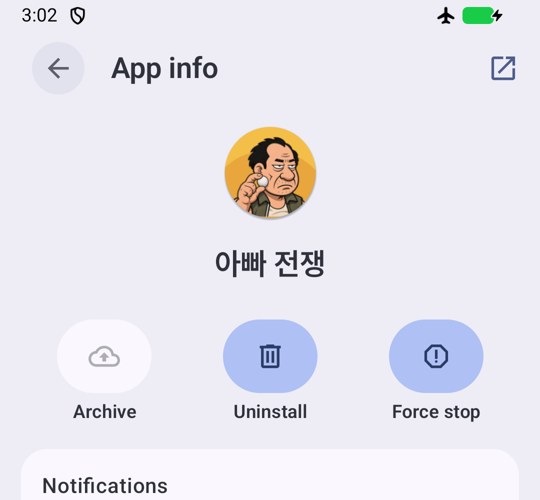 3:02
App info
아빠 전쟁
Archive Uninstall Force stop
Notifications